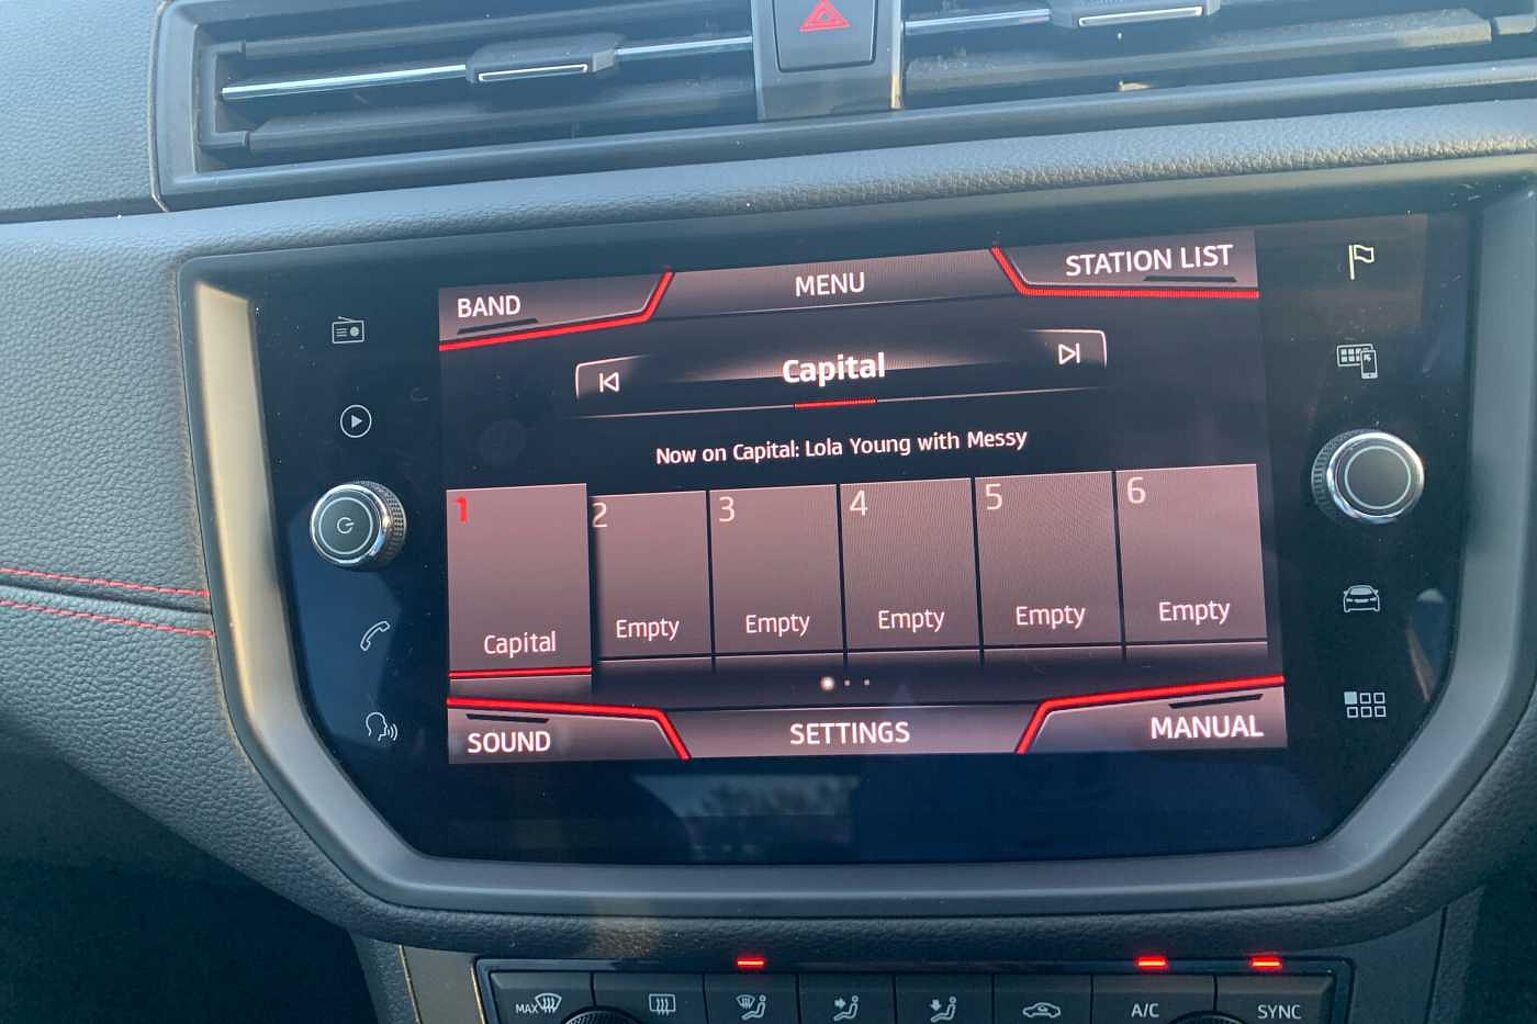 BAND
MENU
STATION LIST
Capital
Now on Capital: Lola Young with Messy
1
2
3
4
5
6
Capital
Empty
Empty
Empty
Empty
Empty
SOUND
SETTINGS
MANUAL
MAX
A/C
SYNC